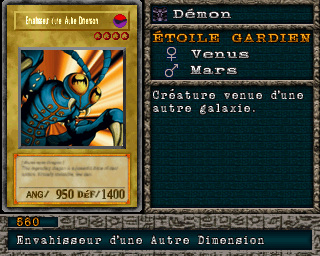 Envahisseur d'une Autre Dimension
ANG/ 950 DÉF/1400
Démon
ÉTOILE GARDIEN
♀ Venus
♂ Mars
Créature venue d'une
autre galaxie.
560
Envahisseur d'une Autre Dimension